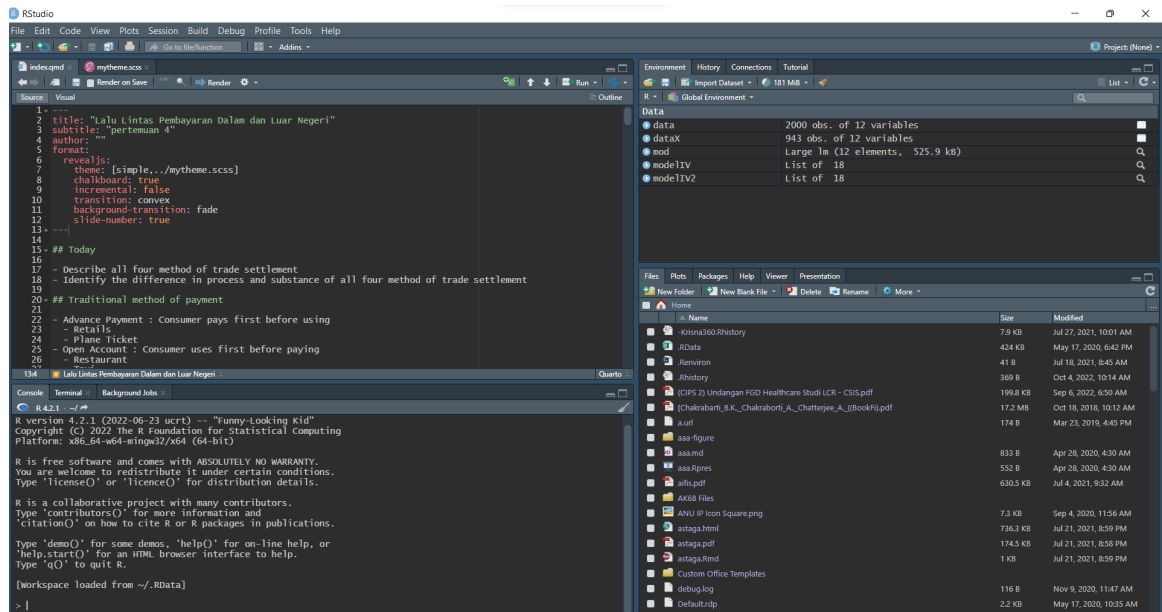 RStudio
File Edit Code View Plots Session Build Debug Profile Tools Help
Go to file/function Addins Project: (None)
index.qmd mytheme.scss
Render on Save ABC Render Run
Source Visual Outline
1 ---
2 title: "Lalu Lintas Pembayaran Dalam dan Luar Negeri"
3 subtitle: "pertemuan 4"
4 author: ""
5 format:
6 revealjs:
7 theme: [simple,../mytheme.scss]
8 chalkboard: true
9 incremental: false
10 transition: convex
11 background-transition: fade
12 slide-number: true
13 ---
14
15 ## Today
16
17 - Describe all four method of trade settlement
18 - Identify the difference in process and substance of all four method of trade settlement
19
20 ## Traditional method of payment
21
22 - Advance Payment : Consumer pays first before using
23 - Retails
24 - Plane Ticket
25 - Open Account : Consumer uses first before paying
26 - Restaurant
27
13:4 Lalu Lintas Pembayaran Dalam dan Luar Negeri Quarto
Console Terminal Background Jobs
R 4.2.1 · ~/
R version 4.2.1 (2022-06-23 ucrt) -- "Funny-Looking Kid"
Copyright (C) 2022 The R Foundation for Statistical Computing
Platform: x86_64-w64-mingw32/x64 (64-bit)
R is free software and comes with ABSOLUTELY NO WARRANTY.
You are welcome to redistribute it under certain conditions.
Type 'license()' or 'licence()' for distribution details.
R is a collaborative project with many contributors.
Type 'contributors()' for more information and
'citation()' on how to cite R or R packages in publications.
Type 'demo()' for some demos, 'help()' for on-line help, or
'help.start()' for an HTML browser interface to help.
Type 'q()' to quit R.
[Workspace loaded from ~/.RData]
>
Environment History Connections Tutorial
Import Dataset 181 MiB List
R Global Environment
Data
data 2000 obs. of 12 variables
dataX 943 obs. of 12 variables
mod Large lm (12 elements, 525.9 kB)
modelIV List of 18
modelIV2 List of 18
Files Plots Packages Help Viewer Presentation
New Folder New Blank File Delete Rename More
Home
Name Size Modified
-Krisna360.Rhistory 7.9 KB Jul 27, 2021, 10:01 AM
.RData 424 KB May 17, 2020, 6:42 PM
.Renviron 41 B Jul 18, 2021, 8:45 AM
.Rhistory 369 B Oct 4, 2022, 10:14 AM
(CIPS 2) Undangan FGD Healthcare Studi LCR - CSIS.pdf 199.8 KB Sep 6, 2022, 6:50 AM
[Chakrabarti_B.K.,_Chakraborti_A.,_Chatterjee_A._((BookFi).pdf 17.2 MB Oct 18, 2018, 10:12 AM
a.url 174 B Mar 23, 2019, 4:45 PM
aaa-figure
aaa.md 833 B Apr 28, 2020, 4:30 AM
aaa.Rpres 552 B Apr 28, 2020, 4:30 AM
aifis.pdf 630.5 KB Jul 4, 2021, 9:32 AM
AK68 Files
ANU IP Icon Square.png 7.3 KB Sep 4, 2020, 11:56 AM
astaga.html 736.3 KB Jul 21, 2021, 8:59 PM
astaga.pdf 174.5 KB Jul 21, 2021, 8:58 PM
astaga.Rmd 1 KB Jul 21, 2021, 8:59 PM
Custom Office Templates
debug.log 116 B Nov 9, 2020, 11:47 AM
Default.rdp 2.2 KB May 17, 2020, 10:35 AM